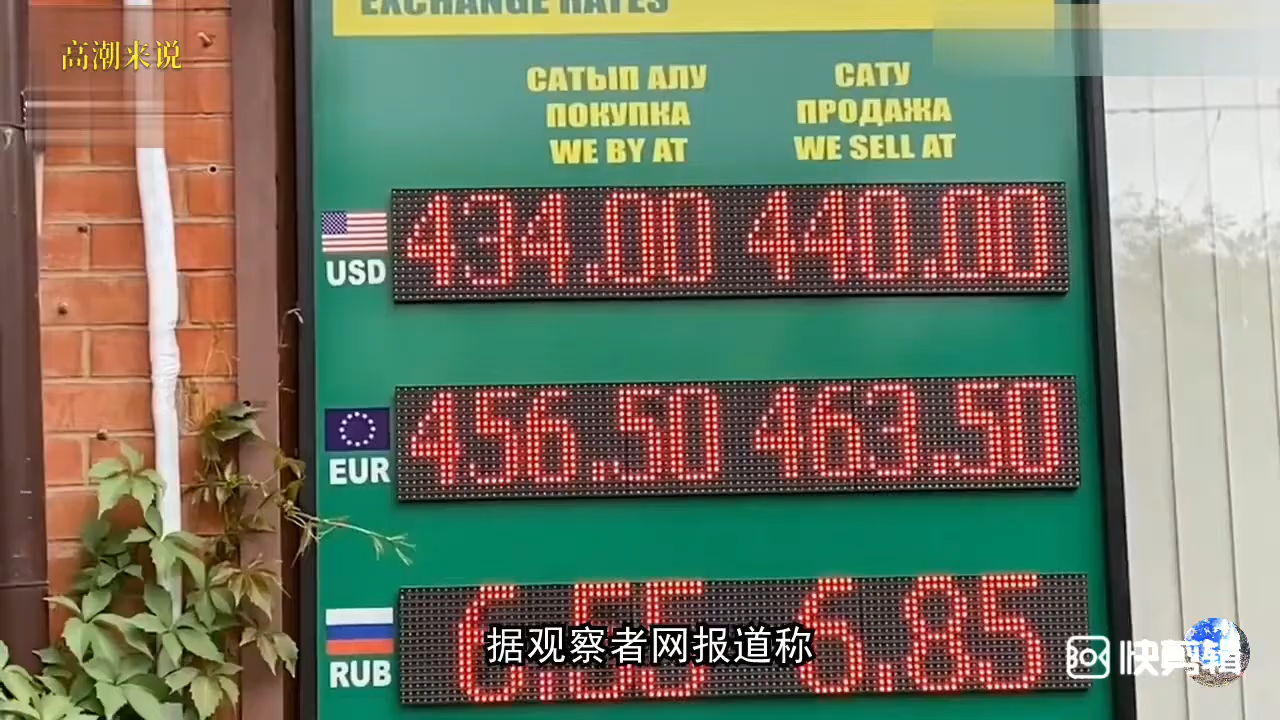 EXCHANGE RATES
高潮来说
САТЫП АЛУ
ПОКУПКА
WE BY AT
САТУ
ПРОДАЖА
WE SELL AT
USD
434.00 440.00
EUR
456.50 463.50
RUB
6.55 6.85
据观察者网报道称
快剪辑